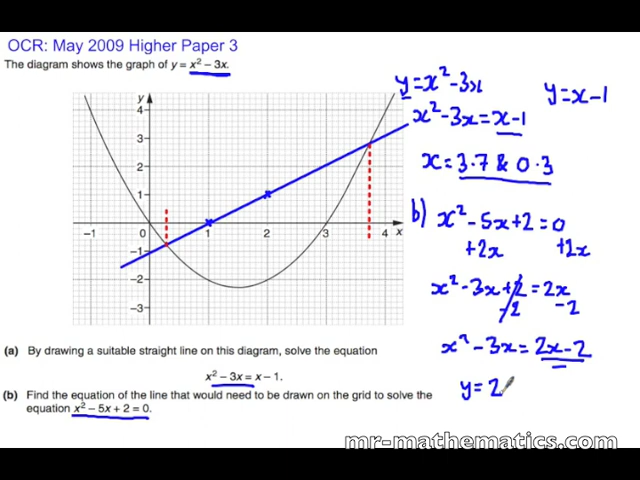 OCR: May 2009 Higher Paper 3
The diagram shows the graph of y = x² – 3x.
y
4
3
2
1
–1 0 1 2 3 4 x
–1
–2
–3
y = x² - 3x
y = x - 1
x² - 3x = x - 1
x = 3.7 & 0.3
b) x² - 5x + 2 = 0
+2x +2x
x² - 3x + 2 = 2x
-2 -2
x² - 3x = 2x - 2
y = 2
(a) By drawing a suitable straight line on this diagram, solve the equation
x² – 3x = x – 1.
(b) Find the equation of the line that would need to be drawn on the grid to solve the
equation x² – 5x + 2 = 0.
mr-mathematics.com